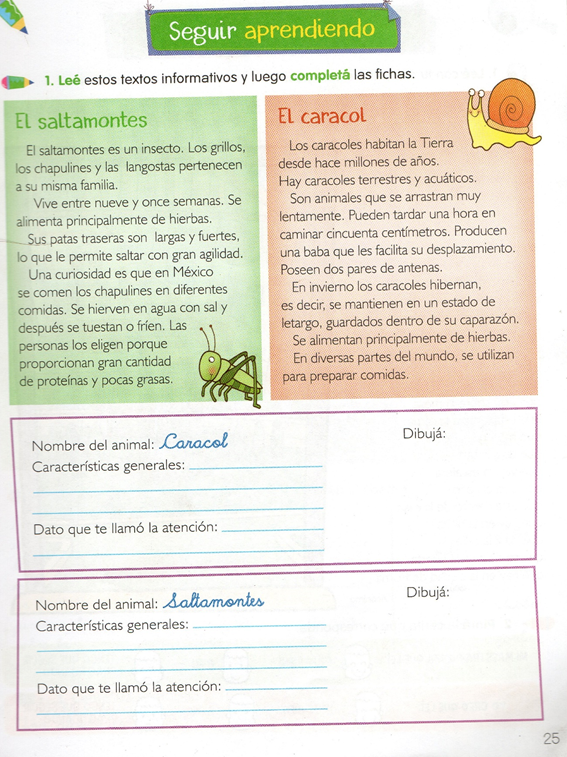 Seguir aprendiendo
1. Leé estos textos informativos y luego completá las fichas.
El saltamontes
El saltamontes es un insecto. Los grillos,
los chapulines y las langostas pertenecen
a su misma familia.
Vive entre nueve y once semanas. Se
alimenta principalmente de hierbas.
Sus patas traseras son largas y fuertes,
lo que le permite saltar con gran agilidad.
Una curiosidad es que en México
se comen los chapulines en diferentes
comidas. Se hierven en agua con sal y
después se tuestan o fríen. Las
personas los eligen porque
proporcionan gran cantidad
de proteínas y pocas grasas.
El caracol
Los caracoles habitan la Tierra
desde hace millones de años.
Hay caracoles terrestres y acuáticos.
Son animales que se arrastran muy
lentamente. Pueden tardar una hora en
caminar cincuenta centímetros. Producen
una baba que les facilita su desplazamiento.
Poseen dos pares de antenas.
En invierno los caracoles hibernan,
es decir, se mantienen en un estado de
letargo, guardados dentro de su caparazón.
Se alimentan principalmente de hierbas.
En diversas partes del mundo, se utilizan
para preparar comidas.
Nombre del animal: Caracol
Dibujá:
Características generales:
Dato que te llamó la atención:
Nombre del animal: Saltamontes
Dibujá:
Características generales:
Dato que te llamó la atención:
25